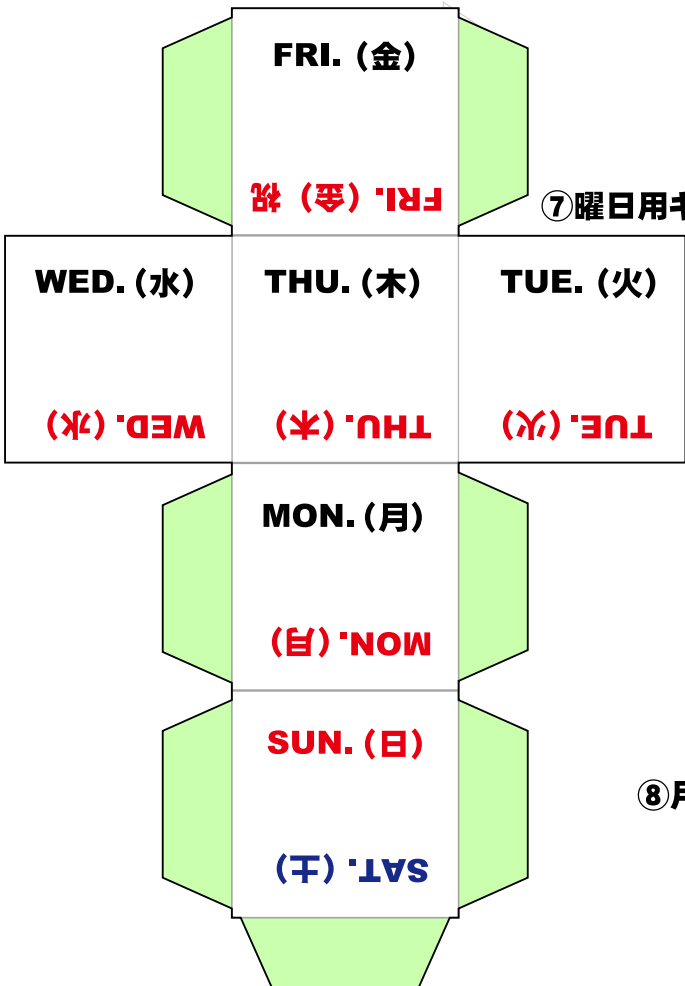 FRI. (金)
FRI. (金) 祝
⑦曜日用キ
WED. (水)
THU. (木)
TUE. (火)
WED. (水)
THU. (木)
TUE. (火)
MON. (月)
MON. (月)
SUN. (日)
⑧月
SAT. (土)